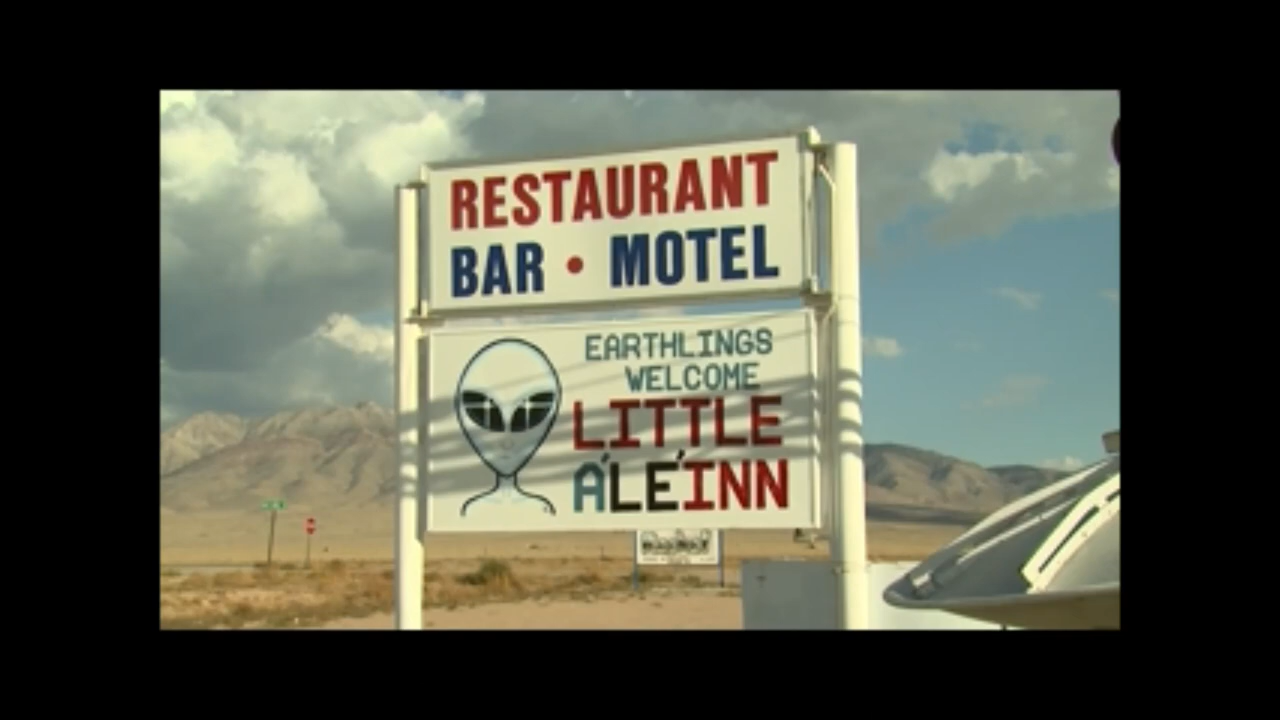 RESTAURANT
BAR • MOTEL
EARTHLINGS
WELCOME
LITTLE
A'LE'INN